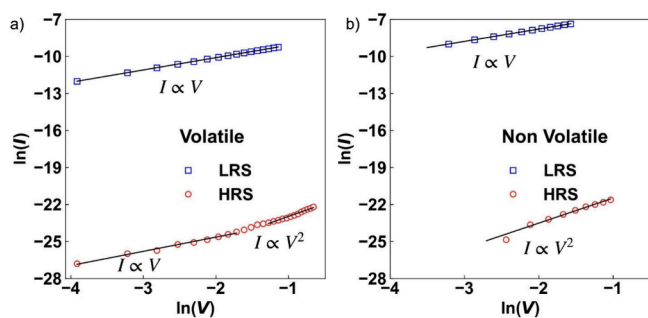 a)
-7
-10
-13
-16
-19
-22
-25
-28
ln(I)
I ∝ V
Volatile
LRS
HRS
I ∝ V
I ∝ V²
-4
-3
-2
-1
ln(V)
b)
-7
-10
-13
-16
-19
-22
-25
-28
ln(I)
I ∝ V
Non Volatile
LRS
HRS
I ∝ V²
-4
-3
-2
-1
ln(V)